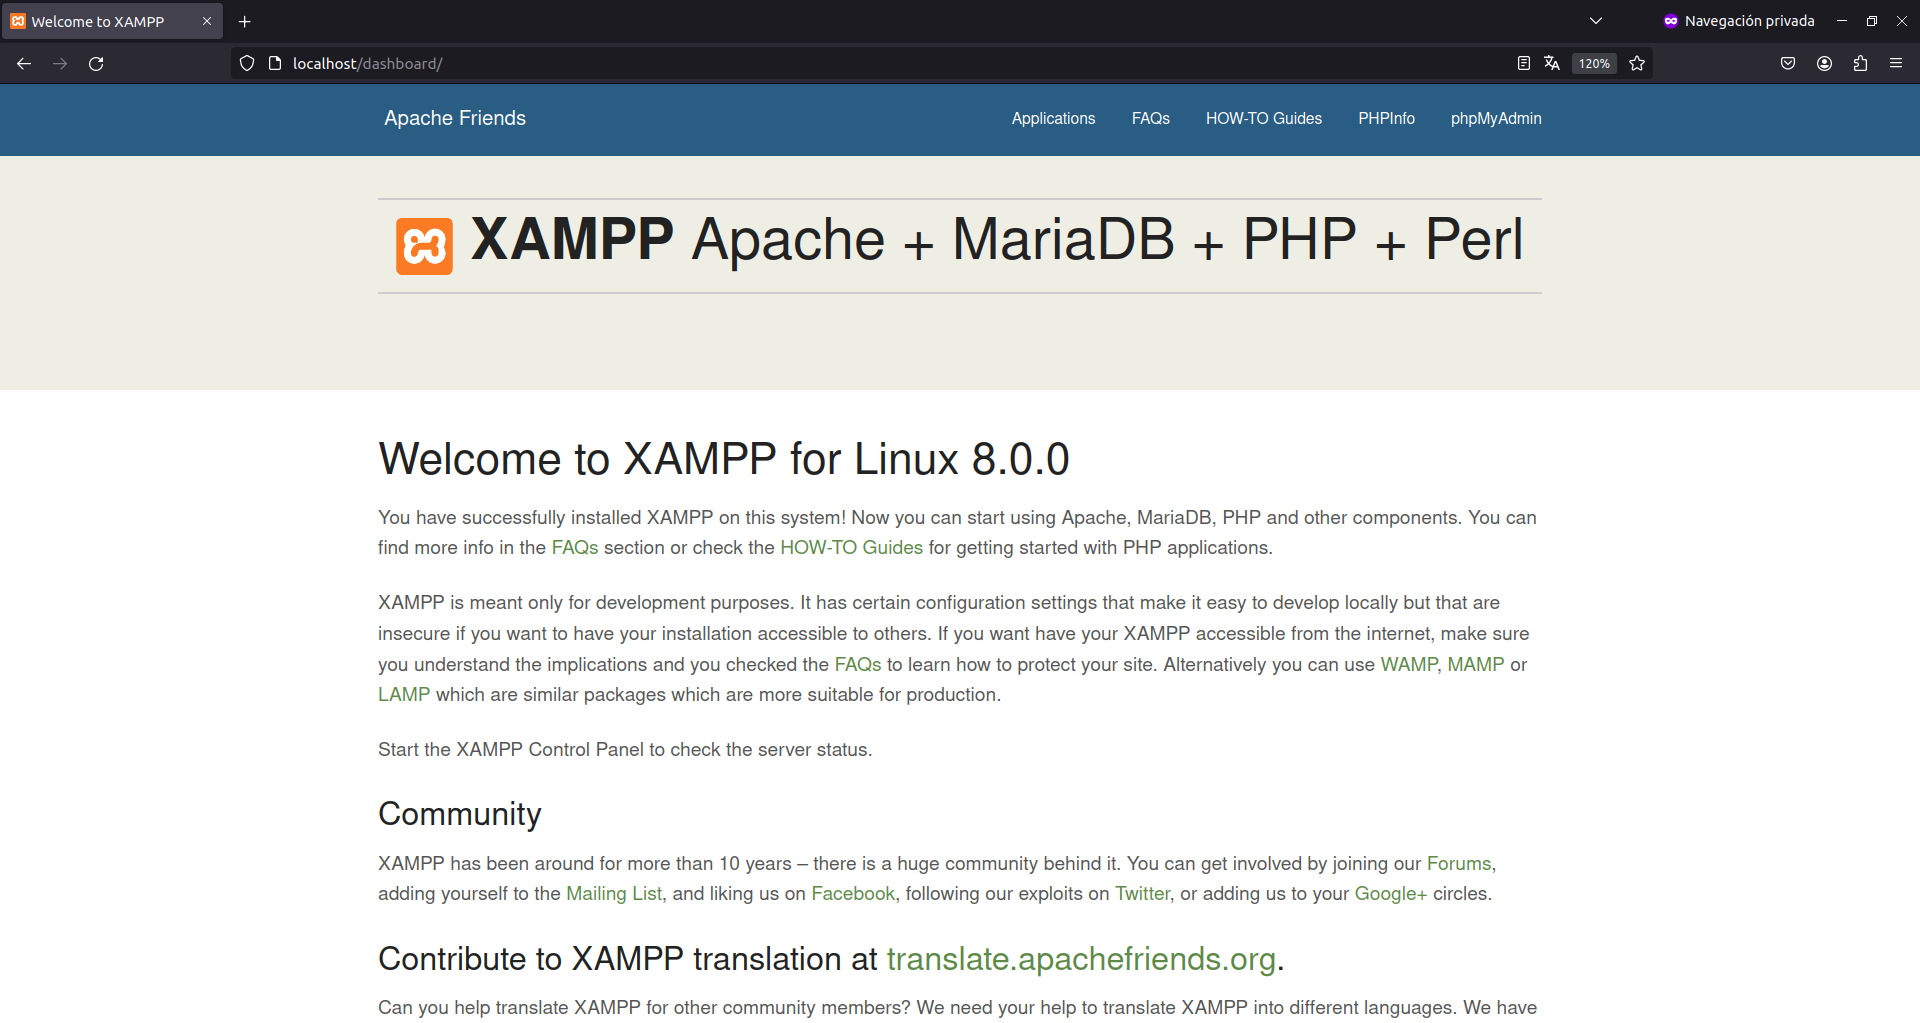 Welcome to XAMPP
Navegación privada
localhost/dashboard/
120%
Apache Friends
Applications
FAQs
HOW-TO Guides
PHPInfo
phpMyAdmin
XAMPP Apache + MariaDB + PHP + Perl
Welcome to XAMPP for Linux 8.0.0
You have successfully installed XAMPP on this system! Now you can start using Apache, MariaDB, PHP and other components. You can
find more info in the FAQs section or check the HOW-TO Guides for getting started with PHP applications.
XAMPP is meant only for development purposes. It has certain configuration settings that make it easy to develop locally but that are
insecure if you want to have your installation accessible to others. If you want have your XAMPP accessible from the internet, make sure
you understand the implications and you checked the FAQs to learn how to protect your site. Alternatively you can use WAMP, MAMP or
LAMP which are similar packages which are more suitable for production.
Start the XAMPP Control Panel to check the server status.
Community
XAMPP has been around for more than 10 years – there is a huge community behind it. You can get involved by joining our Forums,
adding yourself to the Mailing List, and liking us on Facebook, following our exploits on Twitter, or adding us to your Google+ circles.
Contribute to XAMPP translation at translate.apachefriends.org.
Can you help translate XAMPP for other community members? We need your help to translate XAMPP into different languages. We have